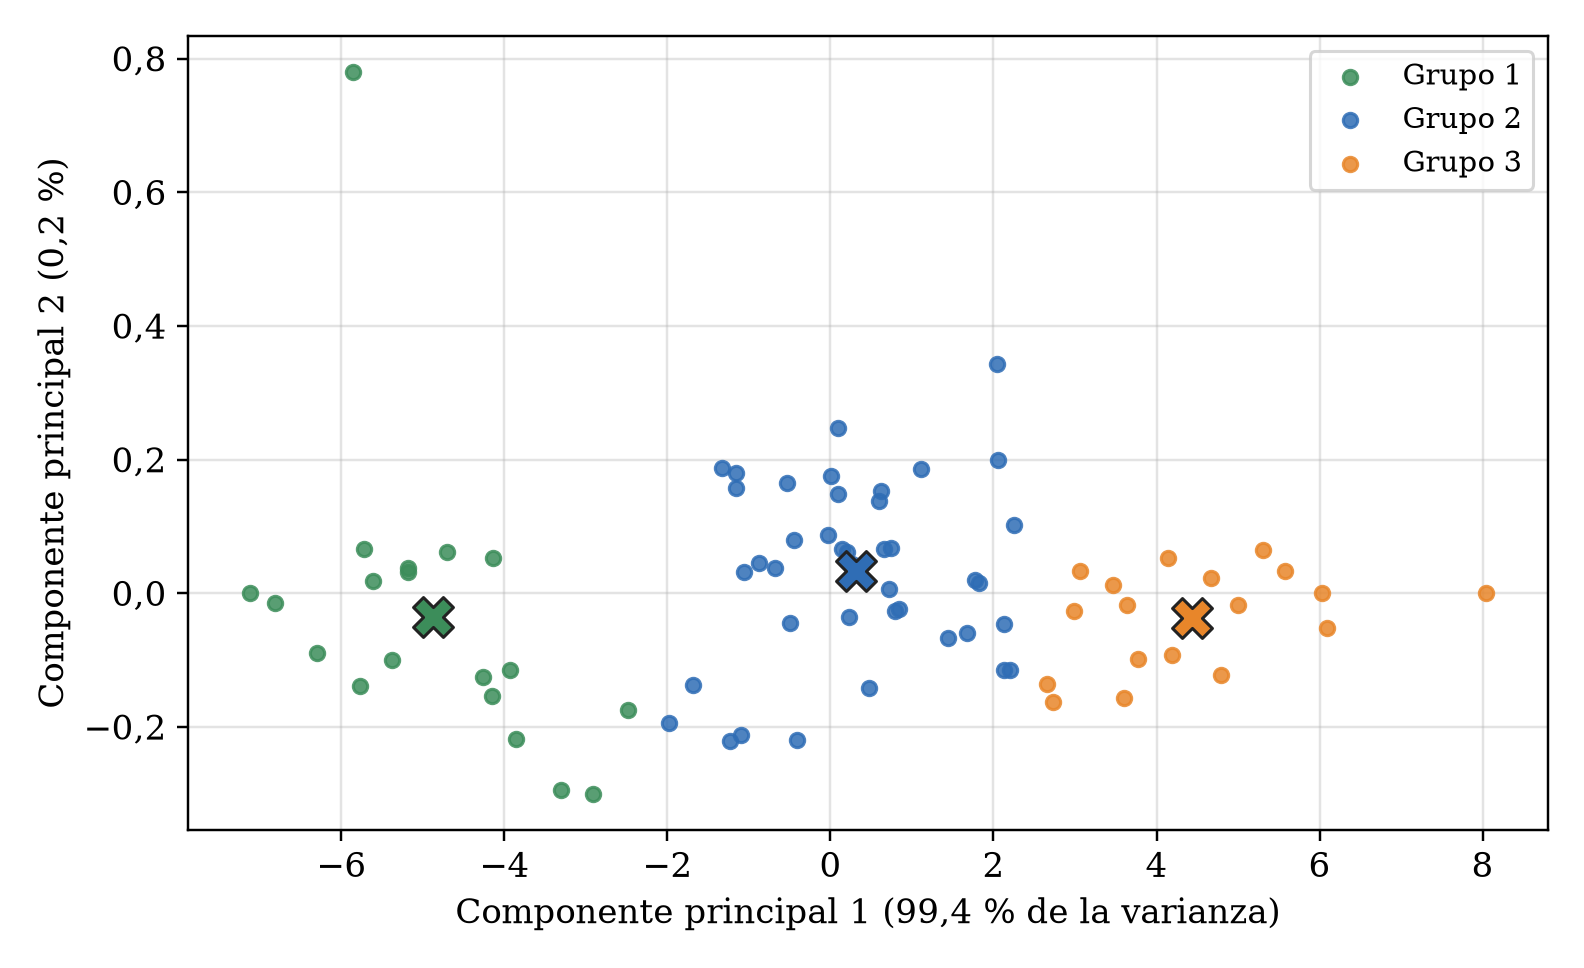 0,8
0,6
0,4
0,2
0,0
−0,2
Componente principal 2 (0,2 %)
Grupo 1
Grupo 2
Grupo 3
−6
−4
−2
0
2
4
6
8
Componente principal 1 (99,4 % de la varianza)